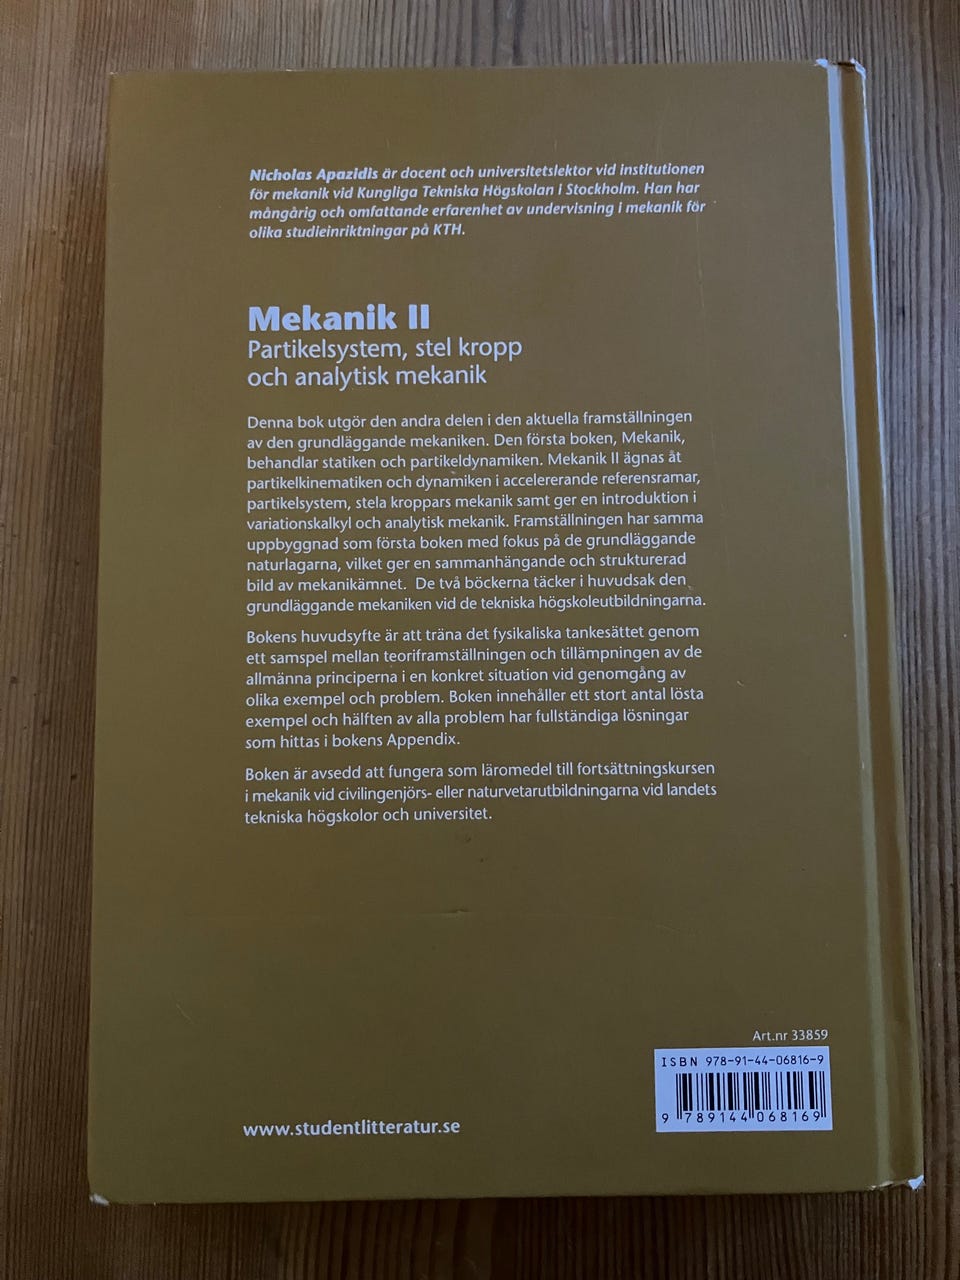 Nicholas Apazidis är docent och universitetslektor vid institutionen
för mekanik vid Kungliga Tekniska Högskolan i Stockholm. Han har
mångårig och omfattande erfarenhet av undervisning i mekanik för
olika studieinriktningar på KTH.
Mekanik II
Partikelsystem, stel kropp
och analytisk mekanik
Denna bok utgör den andra delen i den aktuella framställningen
av den grundläggande mekaniken. Den första boken, Mekanik,
behandlar statiken och partikeldynamiken. Mekanik II ägnas åt
partikelkinematiken och dynamiken i accelererande referensramar,
partikelsystem, stela kroppars mekanik samt ger en introduktion i
variationskalkyl och analytisk mekanik. Framställningen har samma
uppbyggnad som första boken med fokus på de grundläggande
naturlagarna, vilket ger en sammanhängande och strukturerad
bild av mekanikämnet. De två böckerna täcker i huvudsak den
grundläggande mekaniken vid de tekniska högskoleutbildningarna.
Bokens huvudsyfte är att träna det fysikaliska tankesättet genom
ett samspel mellan teoriframställningen och tillämpningen av de
allmänna principerna i en konkret situation vid genomgång av
olika exempel och problem. Boken innehåller ett stort antal lösta
exempel och hälften av alla problem har fullständiga lösningar
som hittas i bokens Appendix.
Boken är avsedd att fungera som läromedel till fortsättningskursen
i mekanik vid civilingenjörs- eller naturvetarutbildningarna vid landets
tekniska högskolor och universitet.
Art.nr 33859
ISBN 978-91-44-06816-9
9 789144 068169
www.studentlitteratur.se